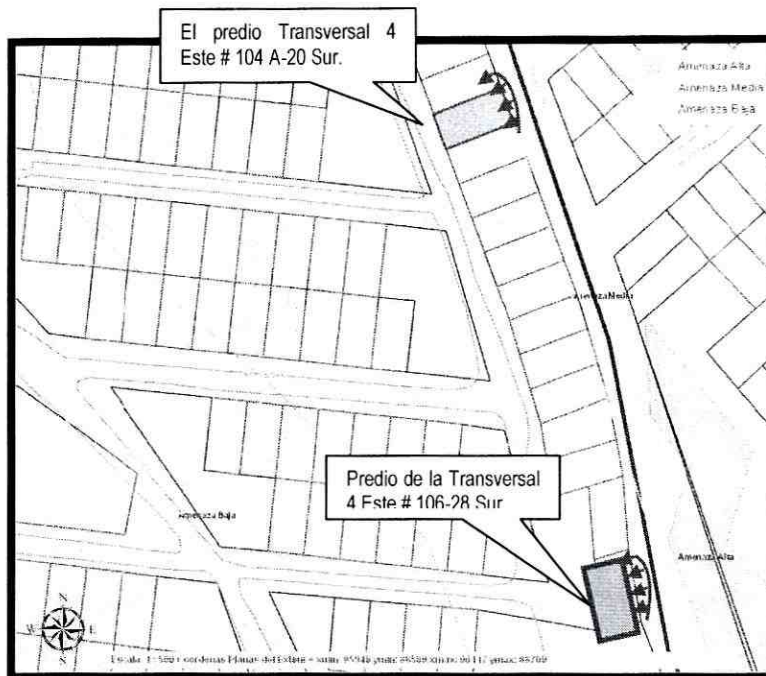 El predio Transversal 4
Este # 104 A-20 Sur.
Amenaza Alta
Amenaza Media
Amenaza Baja
Amenaza Media
Predio de la Transversal
4 Este # 106-28 Sur
Amenaza Baja
Amenaza Alta
N
W E